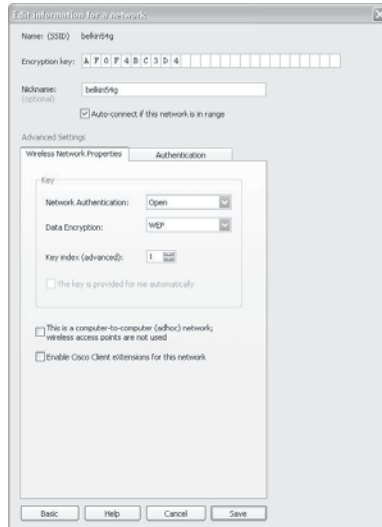 Edit information for a network
Name: (SSID) belkin54g
Encryption key: A F 0 F 4 B C 3 D 4
Nickname: belkin54g
(optional)
Auto-connect if this network is in range
Advanced Settings
Wireless Network Properties Authentication
Key
Network Authentication: Open
Data Encryption: WEP
Key index (advanced): 1
The key is provided for me automatically
This is a computer-to-computer (adhoc) network;
wireless access points are not used
Enable Cisco Client eXtensions for this network
Basic Help Cancel Save